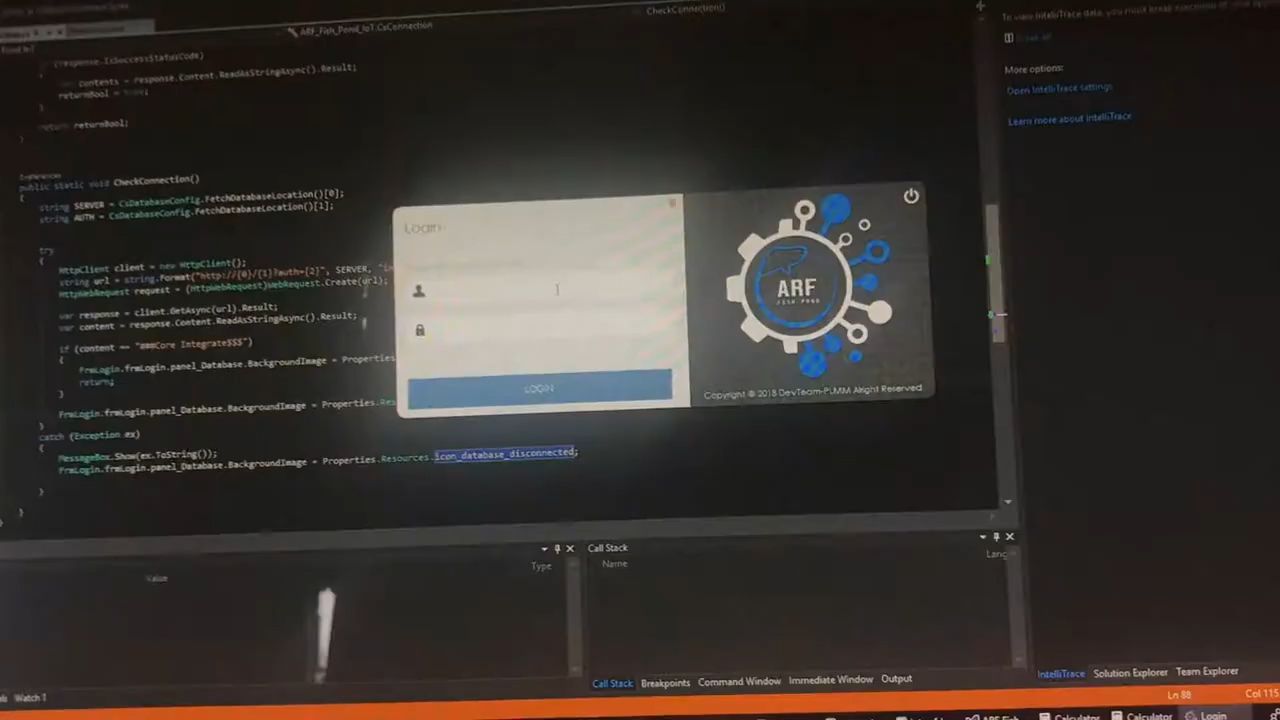 CheckConnection()
ARF_Fish_Pond_IoT.CsConnection
To view IntelliTrace data, you must break execution of your
Break all
More options:
Open IntelliTrace settings
Learn more about IntelliTrace
(response.IsSuccessStatusCode)
{
contents = response.Content.ReadAsStringAsync().Result;
returnBool = true;
}
return returnBool;
}
public static void CheckConnection()
{
string SERVER = CsDatabaseConfig.FetchDatabaseLocation()[0];
string AUTH = CsDatabaseConfig.FetchDatabaseLocation()[1];
try
{
HttpClient client = new HttpClient();
string url = string.Format("http://{0}/{1}?auth={2}", SERVER,
HttpWebRequest request = (HttpWebRequest)WebRequest.Create(url);
var response = client.GetAsync(url).Result;
var content = response.Content.ReadAsStringAsync().Result;
if (content == "###Core Integrate$$$")
{
FrmLogin.frmLogin.panel_Database.BackgroundImage = Properties
return;
}
FrmLogin.frmLogin.panel_Database.BackgroundImage = Properties.Res
}
catch (Exception ex)
{
MessageBox.Show(ex.ToString());
FrmLogin.frmLogin.panel_Database.BackgroundImage = Properties.Resources.icon_database_disconnected;
}
}
Login
LOGIN
ARF
FISH POND
Copyright @ 2018 DevTeam-PLMM Alright Reserved
Value
Type
Call Stack
Name
Lang
Watch 1
Call Stack Breakpoints Command Window Immediate Window Output
IntelliTrace Solution Explorer Team Explorer
Ln 88
Col 115
Calculator
Calculator
Login